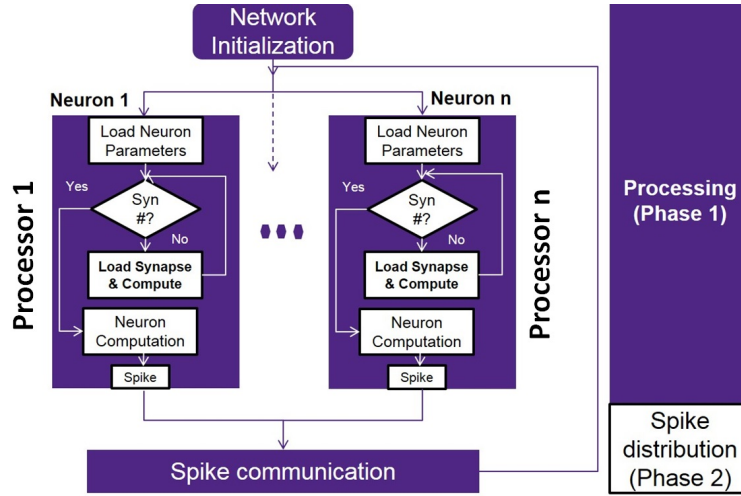 Network
Initialization
Neuron 1
Neuron n
Processor 1
Load Neuron
Parameters
Yes
Syn
#?
No
Load Synapse
& Compute
Neuron
Computation
Spike
Load Neuron
Parameters
Yes
Syn
#?
No
Load Synapse
& Compute
Neuron
Computation
Spike
Processor n
Spike communication
Processing
(Phase 1)
Spike
distribution
(Phase 2)